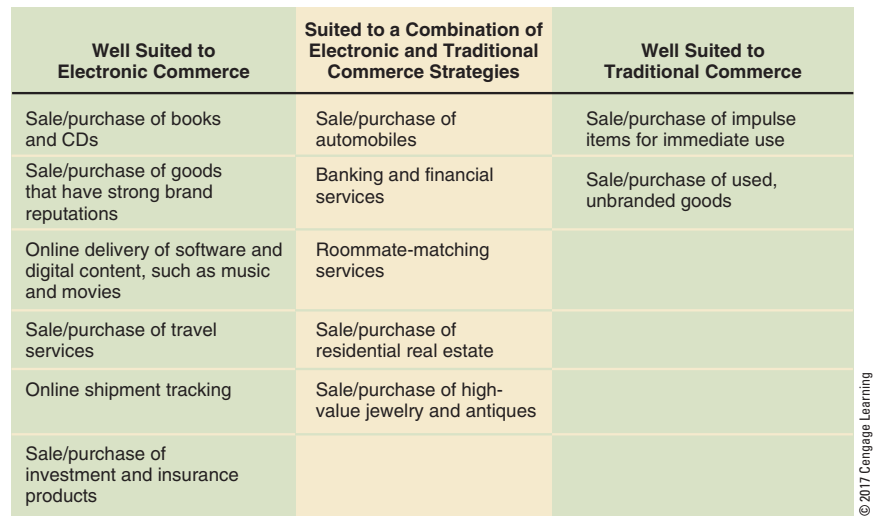 Well Suited to
Electronic Commerce
Suited to a Combination of
Electronic and Traditional
Commerce Strategies
Well Suited to
Traditional Commerce
Sale/purchase of books
and CDs
Sale/purchase of
automobiles
Sale/purchase of impulse
items for immediate use
Sale/purchase of goods
that have strong brand
reputations
Banking and financial
services
Sale/purchase of used,
unbranded goods
Online delivery of software and
digital content, such as music
and movies
Roommate-matching
services
Sale/purchase of travel
services
Sale/purchase of
residential real estate
Online shipment tracking
Sale/purchase of high-
value jewelry and antiques
Sale/purchase of
investment and insurance
products
© 2017 Cengage Learning